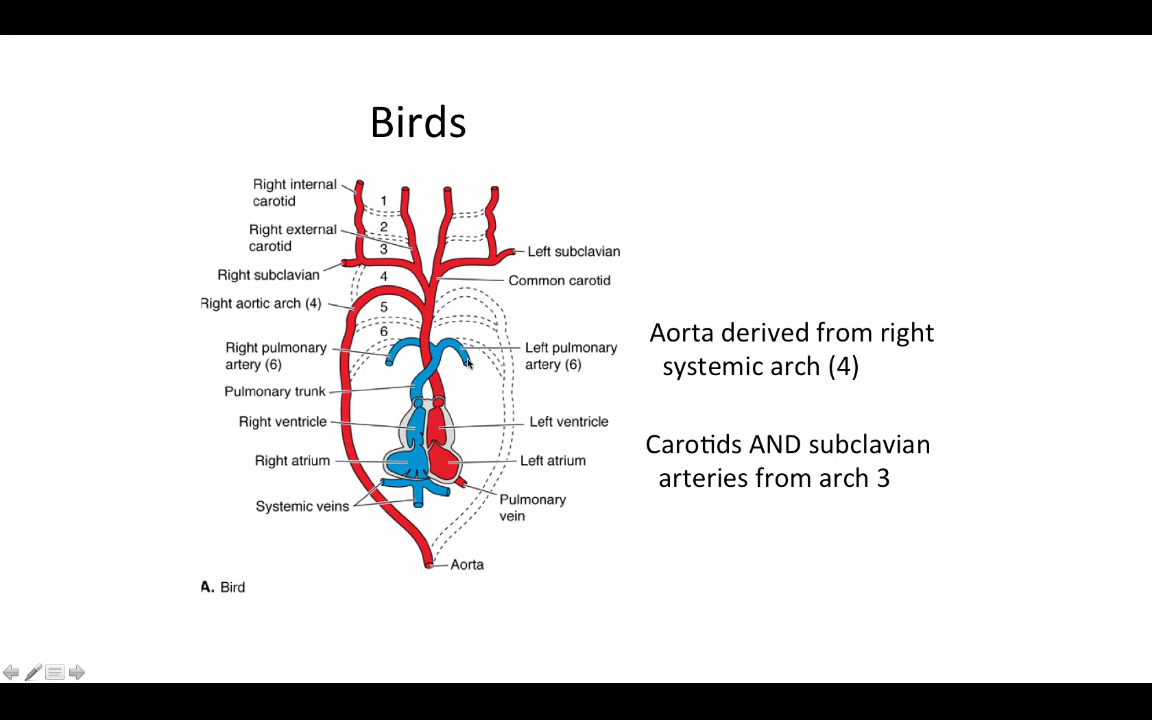 Birds
Right internal
carotid
1
Right external
carotid
2
3
Left subclavian
Right subclavian
4
Common carotid
Right aortic arch (4)
5
6
Right pulmonary
artery (6)
Left pulmonary
artery (6)
Pulmonary trunk
Right ventricle
Left ventricle
Right atrium
Left atrium
Systemic veins
Pulmonary
vein
Aorta
A. Bird
Aorta derived from right
systemic arch (4)
Carotids AND subclavian
arteries from arch 3